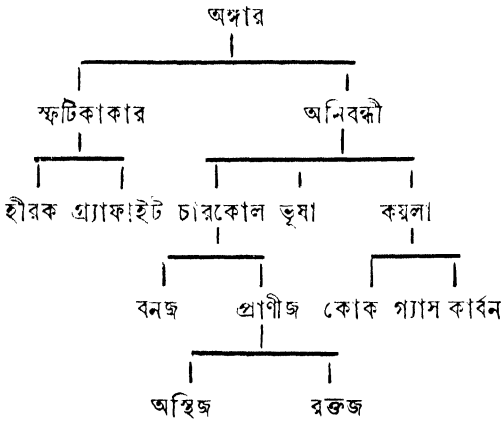 অঙ্গার
স্ফটিকাকার অনিবন্ধী
হীরক গ্র্যাফাইট চারকোল ভূষা কয়লা
বনজ প্রাণীজ কোক গ্যাস কার্বন
অস্থিজ রক্তজ